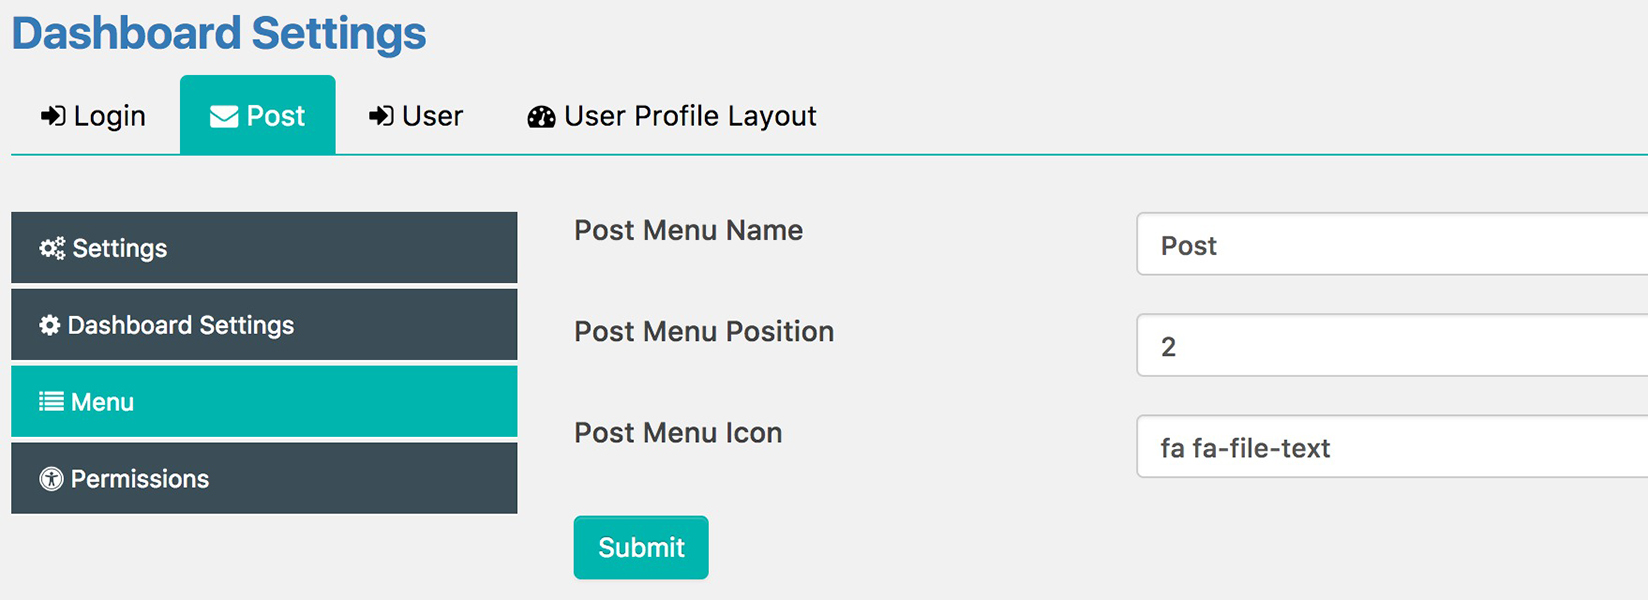 Dashboard Settings
Login Post User User Profile Layout
Settings
Dashboard Settings
Menu
Permissions
Post Menu Name Post
Post Menu Position 2
Post Menu Icon fa fa-file-text
Submit